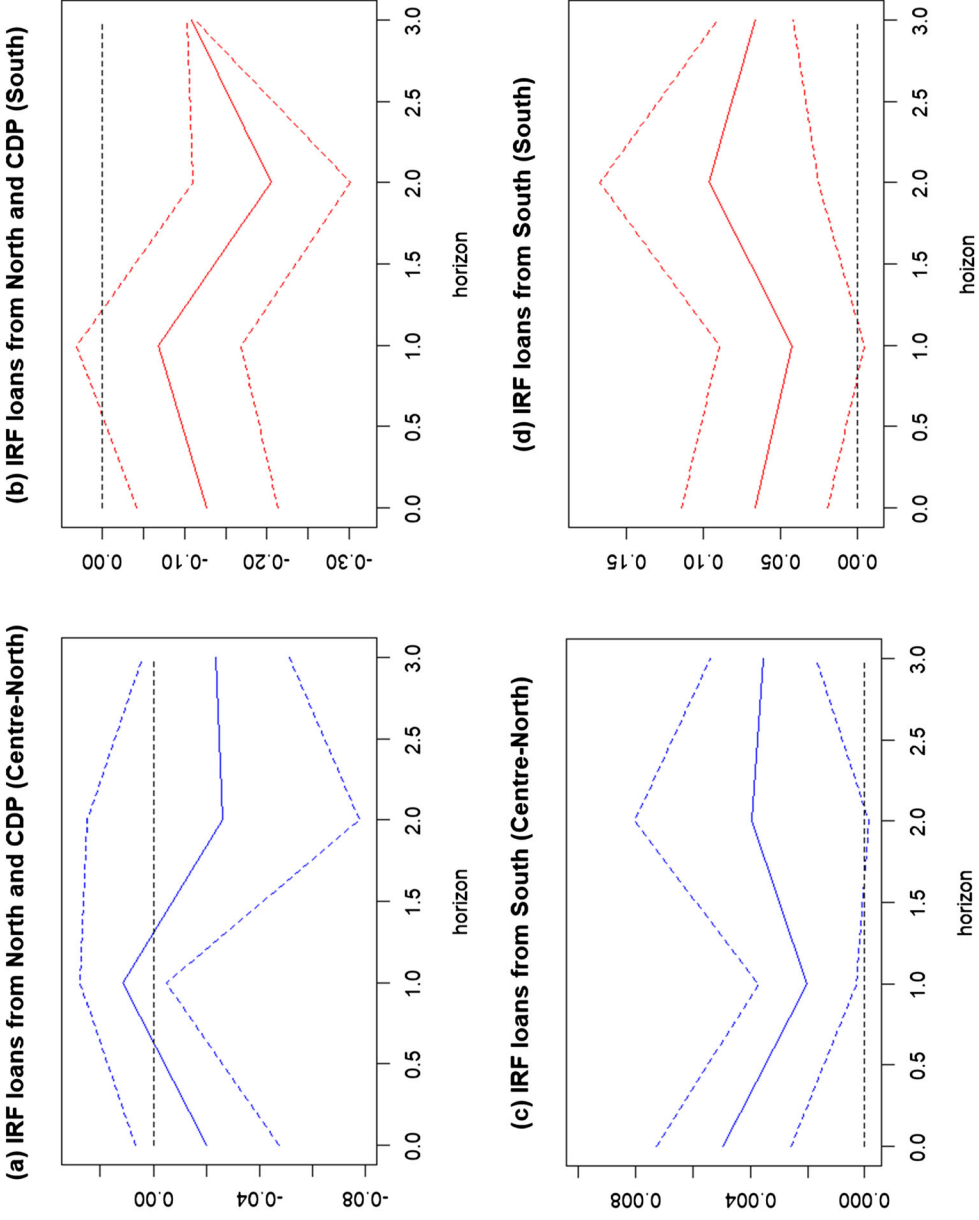 (a) IRF loans from North and CDP (Centre-North)
0.00
-0.04
-0.08
0.0 0.5 1.0 1.5 2.0 2.5 3.0
horizon
(b) IRF loans from North and CDP (South)
0.00
-0.10
-0.20
-0.30
0.0 0.5 1.0 1.5 2.0 2.5 3.0
horizon
(c) IRF loans from South (Centre-North)
0.008
0.004
0.000
0.0 0.5 1.0 1.5 2.0 2.5 3.0
horizon
(d) IRF loans from South (South)
0.15
0.10
0.05
0.00
0.0 0.5 1.0 1.5 2.0 2.5 3.0
hoizon